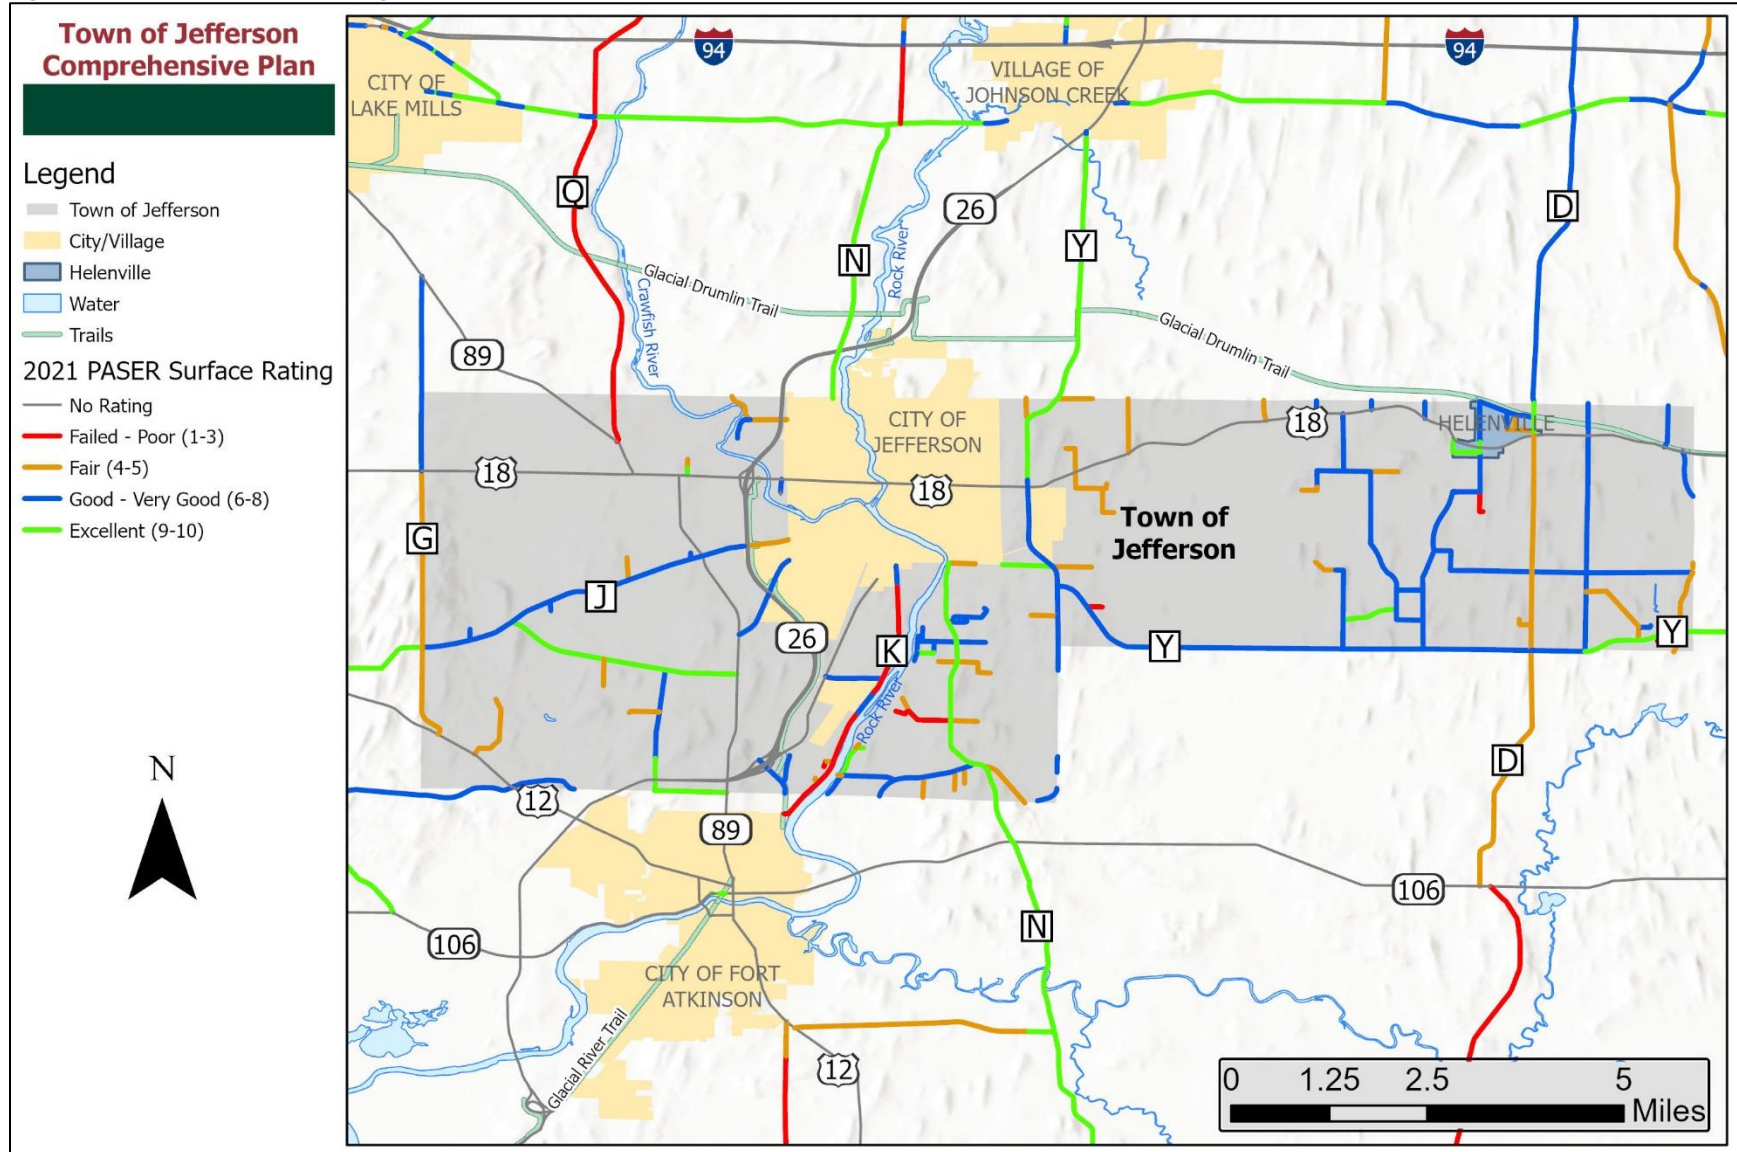 Town of Jefferson
Comprehensive Plan
Legend
Town of Jefferson
City/Village
Helenville
Water
Trails
2021 PASER Surface Rating
No Rating
Failed - Poor (1-3)
Fair (4-5)
Good - Very Good (6-8)
Excellent (9-10)
N
94
94
CITY OF
LAKE MILLS
VILLAGE OF
JOHNSON CREEK
Q
26
D
N
Y
Rock River
Glacial Drumlin Trail
Crawfish River
Glacial Drumlin Trail
89
CITY OF
JEFFERSON
18
HELENVILLE
18
18
Town of
Jefferson
G
J
26
K
Y
Y
Rock River
D
12
89
106
N
106
CITY OF FORT
ATKINSON
Glacial River Trail
12
0 1.25 2.5 5
Miles